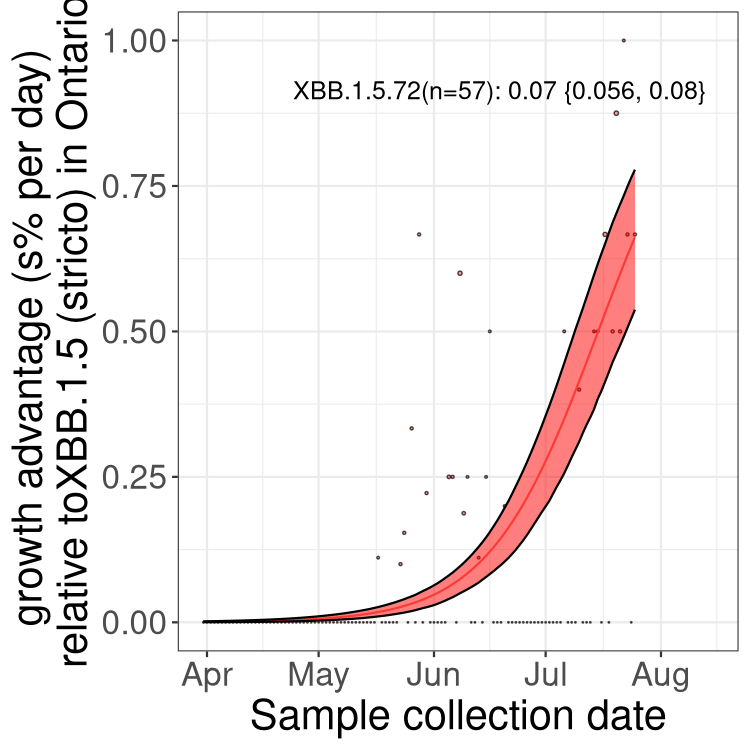 growth advantage (s% per day)
relative toXBB.1.5 (stricto) in Ontario
1.00
0.75
0.50
0.25
0.00
XBB.1.5.72(n=57): 0.07 {0.056, 0.08}
Apr
May
Jun
Jul
Aug
Sample collection date